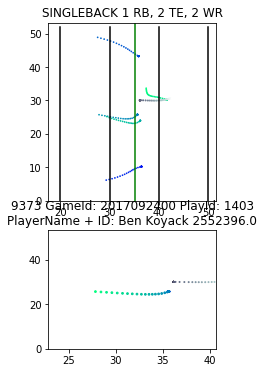 SINGLEBACK 1 RB, 2 TE, 2 WR
50
40
30
20
10
0
20 30 40 50
9373 GameId: 2017092400 PlayId: 1403
PlayerName + ID: Ben Koyack 2552396.0
40
20
0
25 30 35 40